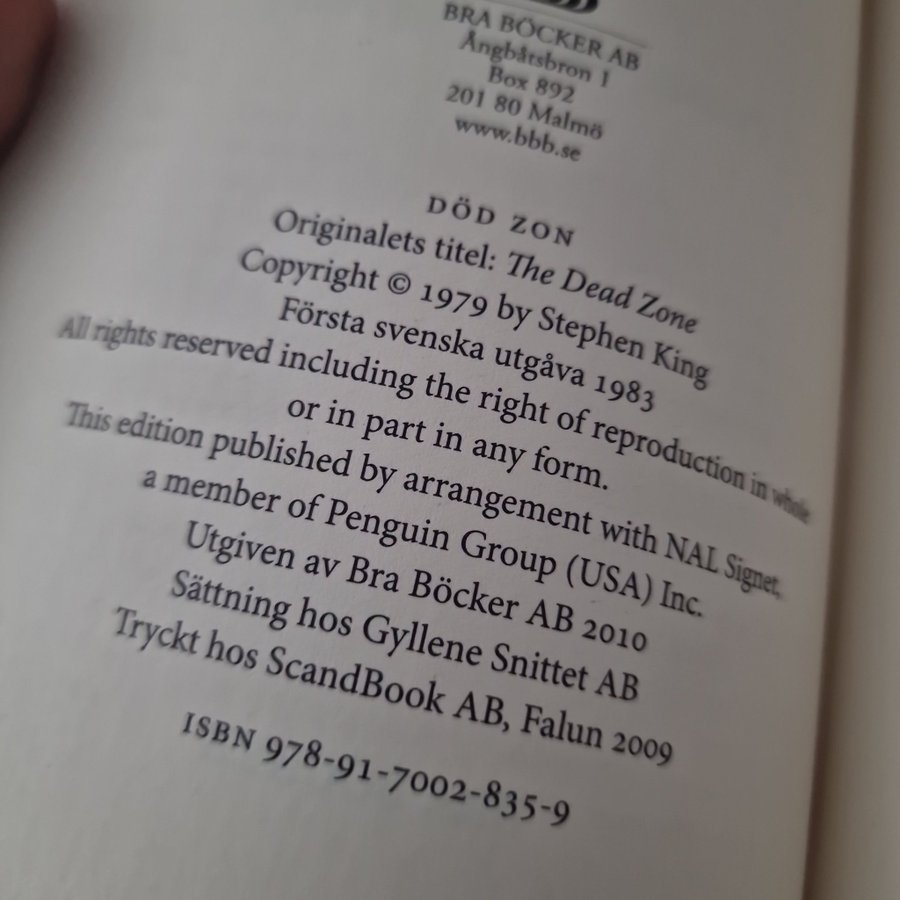 BRA BÖCKER AB
Ångbåtsbron 1
Box 892
201 80 Malmö
www.bbb.se
DÖD ZON
Originalets titel: The Dead Zone
Copyright © 1979 by Stephen King
Första svenska utgåva 1983
All rights reserved including the right of reproduction in whole
or in part in any form.
This edition published by arrangement with NAL Signet,
a member of Penguin Group (USA) Inc.
Utgiven av Bra Böcker AB 2010
Sättning hos Gyllene Snittet AB
Tryckt hos ScandBook AB, Falun 2009
ISBN 978-91-7002-835-9